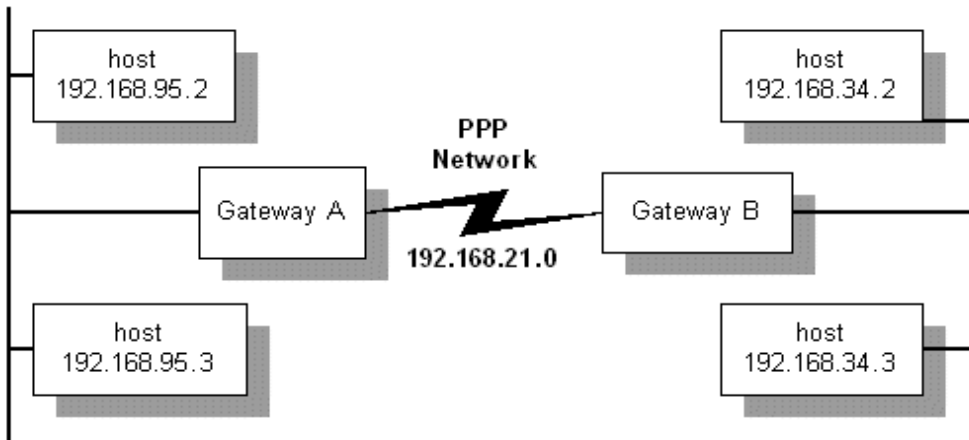 host
192.168.95.2
host
192.168.34.2
PPP
Network
Gateway A
Gateway B
192.168.21.0
host
192.168.95.3
host
192.168.34.3